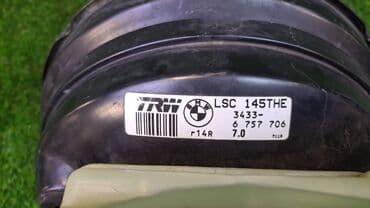 TRW LSC 145THE
3433-
6 757 706
r14R 7.0